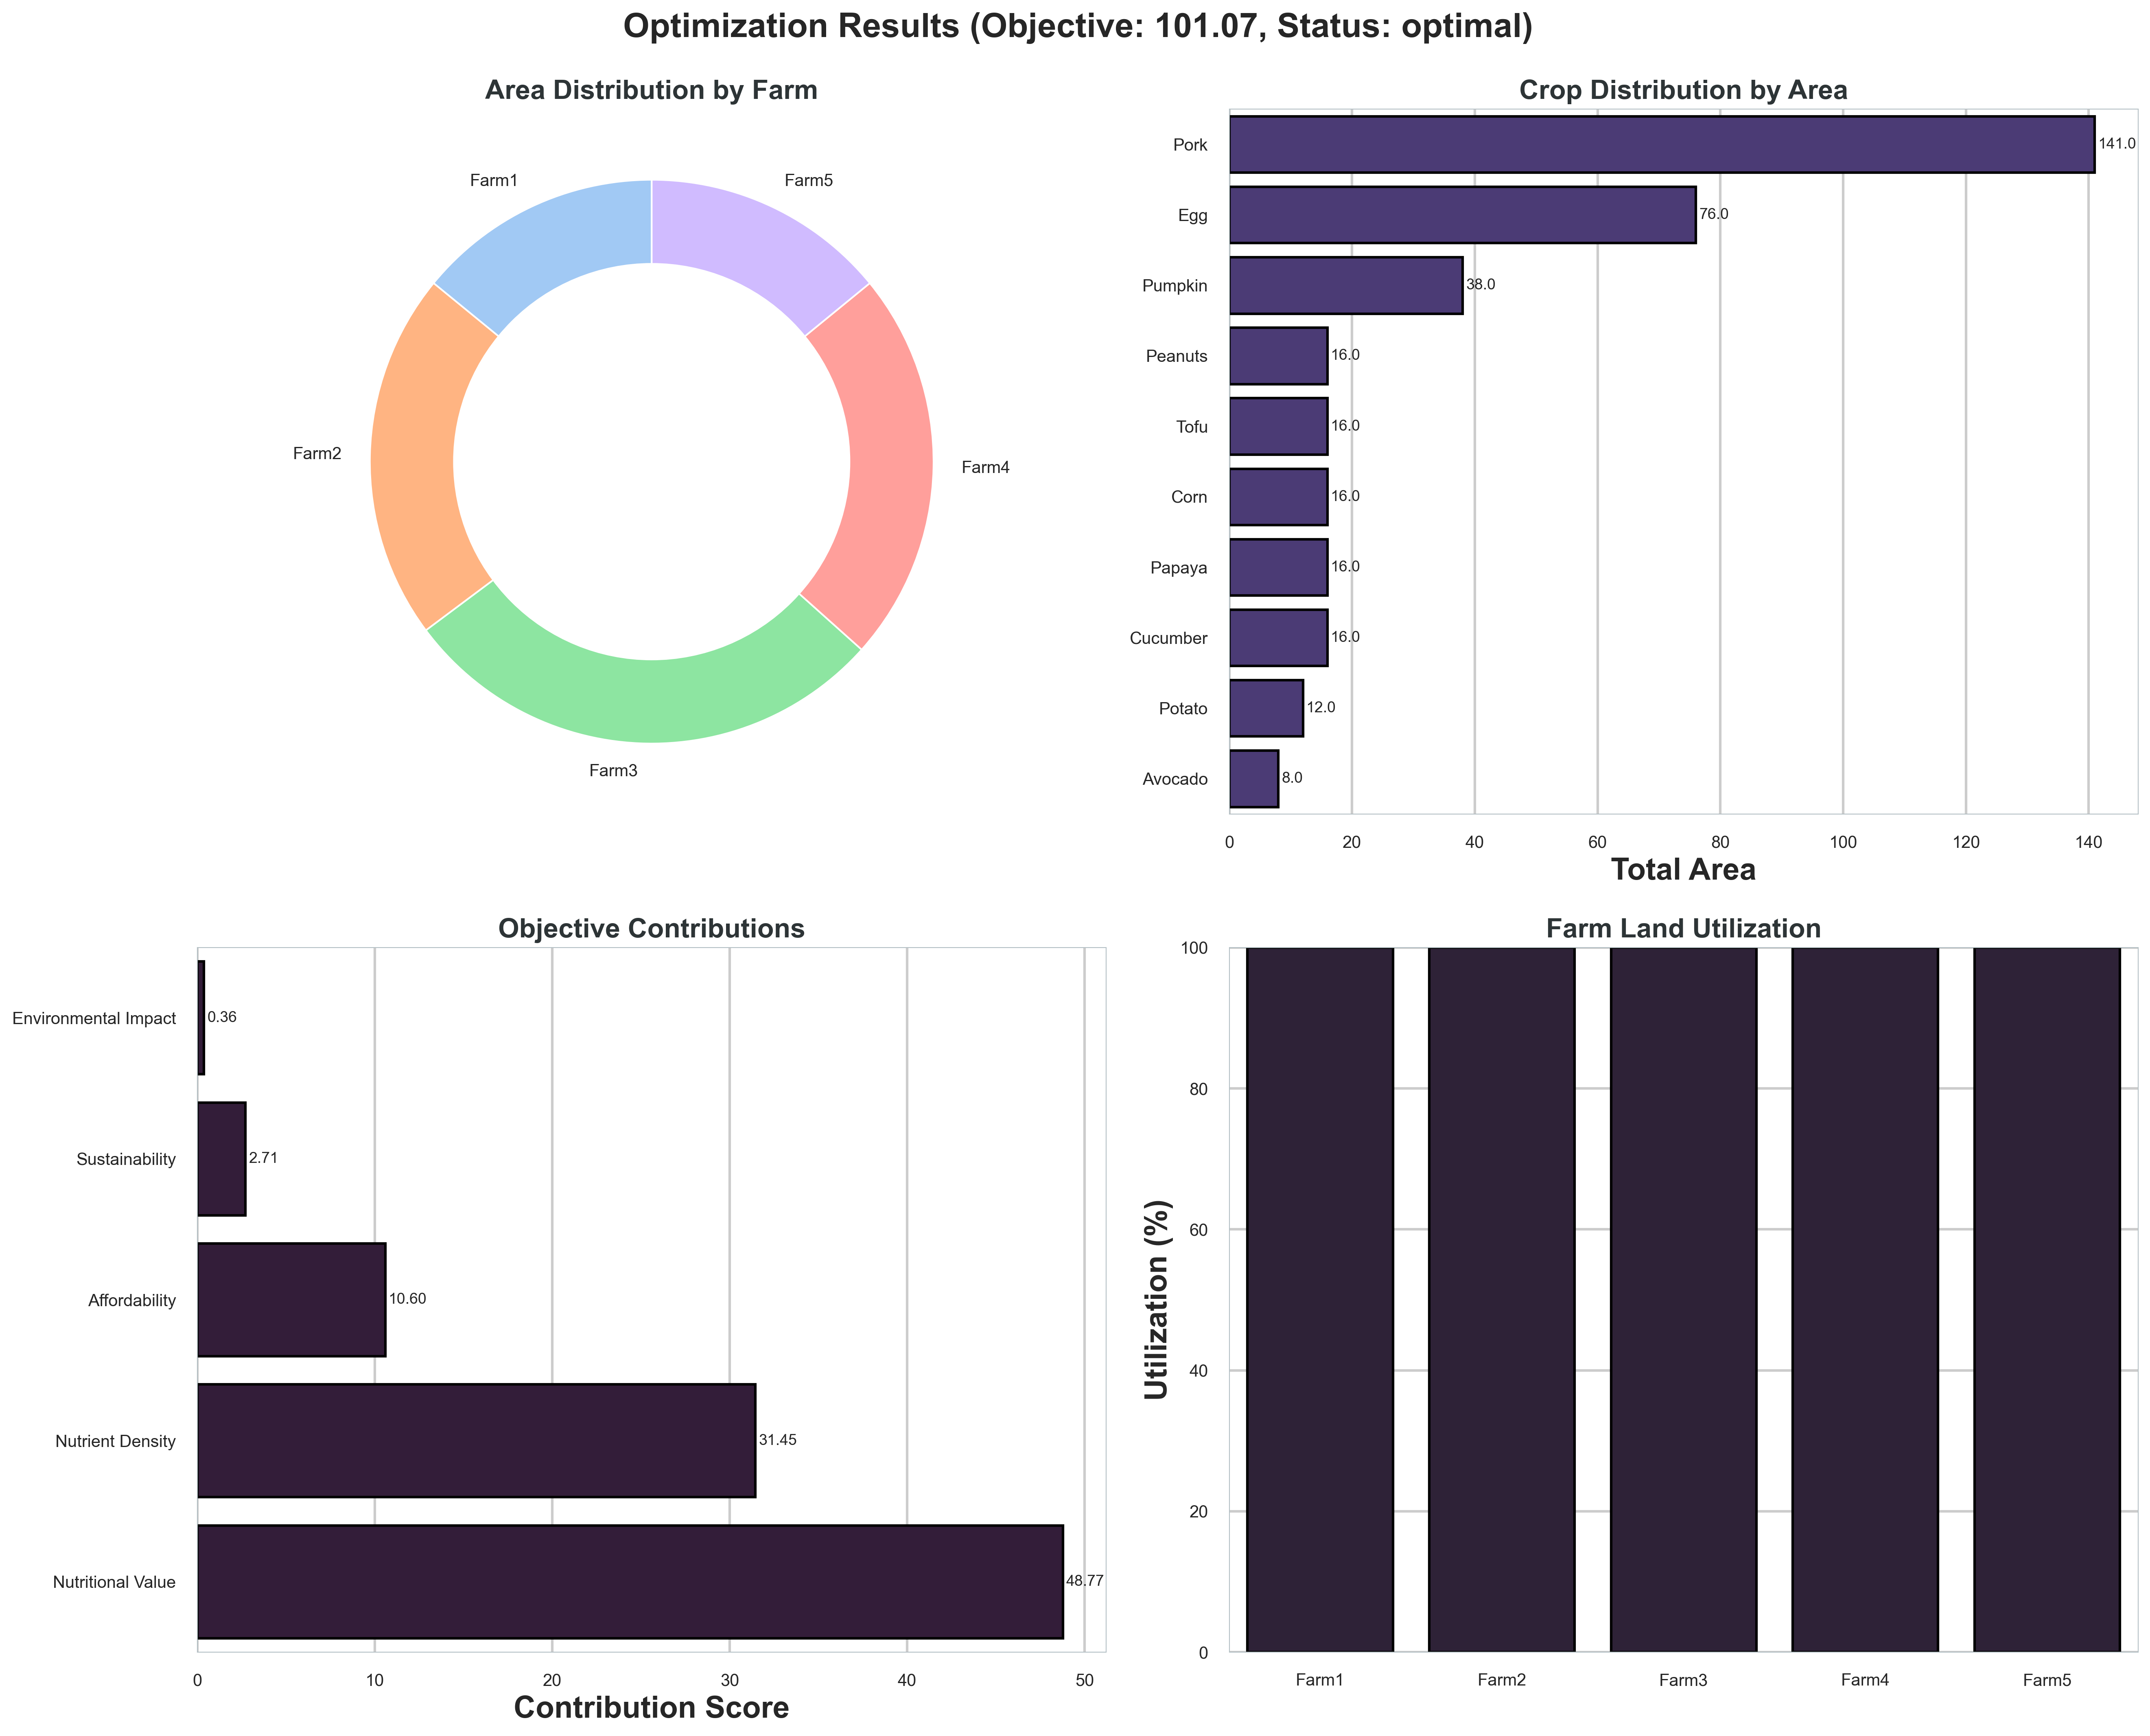 Optimization Results (Objective: 101.07, Status: optimal)
Area Distribution by Farm
Farm1
Farm5
Farm2
Farm4
Farm3
Crop Distribution by Area
Pork
141.0
Egg
76.0
Pumpkin
38.0
Peanuts
16.0
Tofu
16.0
Corn
16.0
Papaya
16.0
Cucumber
16.0
Potato
12.0
Avocado
8.0
0 20 40 60 80 100 120 140
Total Area
Objective Contributions
Environmental Impact
0.36
Sustainability
2.71
Affordability
10.60
Nutrient Density
31.45
Nutritional Value
48.77
0 10 20 30 40 50
Contribution Score
Farm Land Utilization
Utilization (%)
100
80
60
40
20
0
Farm1 Farm2 Farm3 Farm4 Farm5